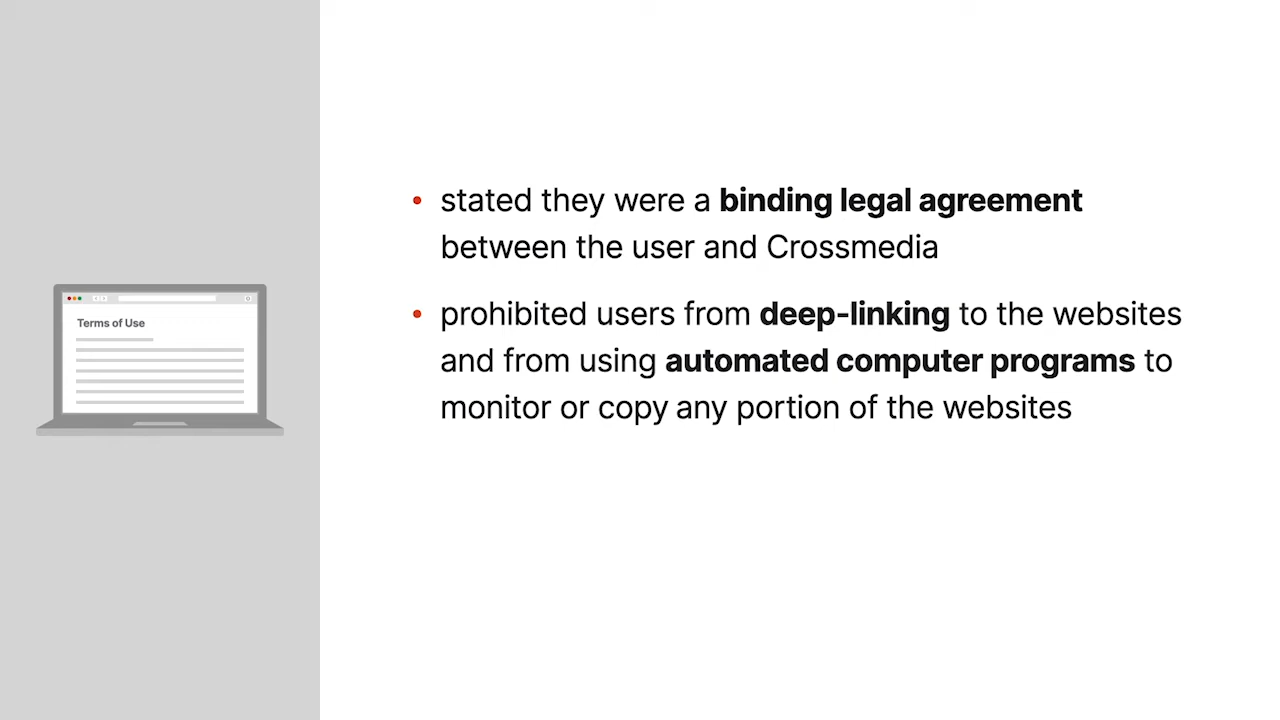 Terms of Use
• stated they were a binding legal agreement
between the user and Crossmedia
• prohibited users from deep-linking to the websites
and from using automated computer programs to
monitor or copy any portion of the websites